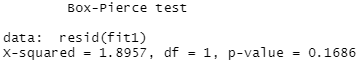 Box-Pierce test
data:  resid(fit1)
X-squared = 1.8957, df = 1, p-value = 0.1686